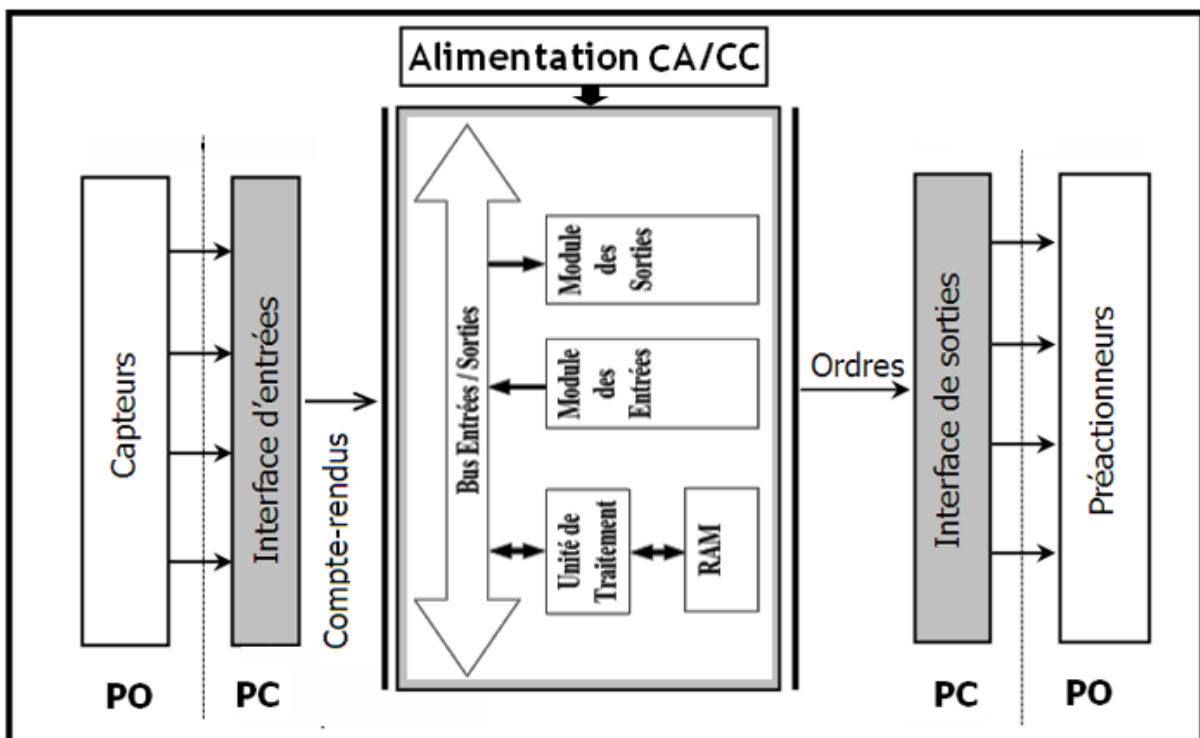 Alimentation CA/CC
Capteurs
Interface d'entrées
Compte-rendus
Bus Entrées / Sorties
Module
des
Sorties
Module
des
Entrées
Unité de
Traitement
RAM
Ordres
Interface de sorties
Préactionneurs
PO
PC
PC
PO